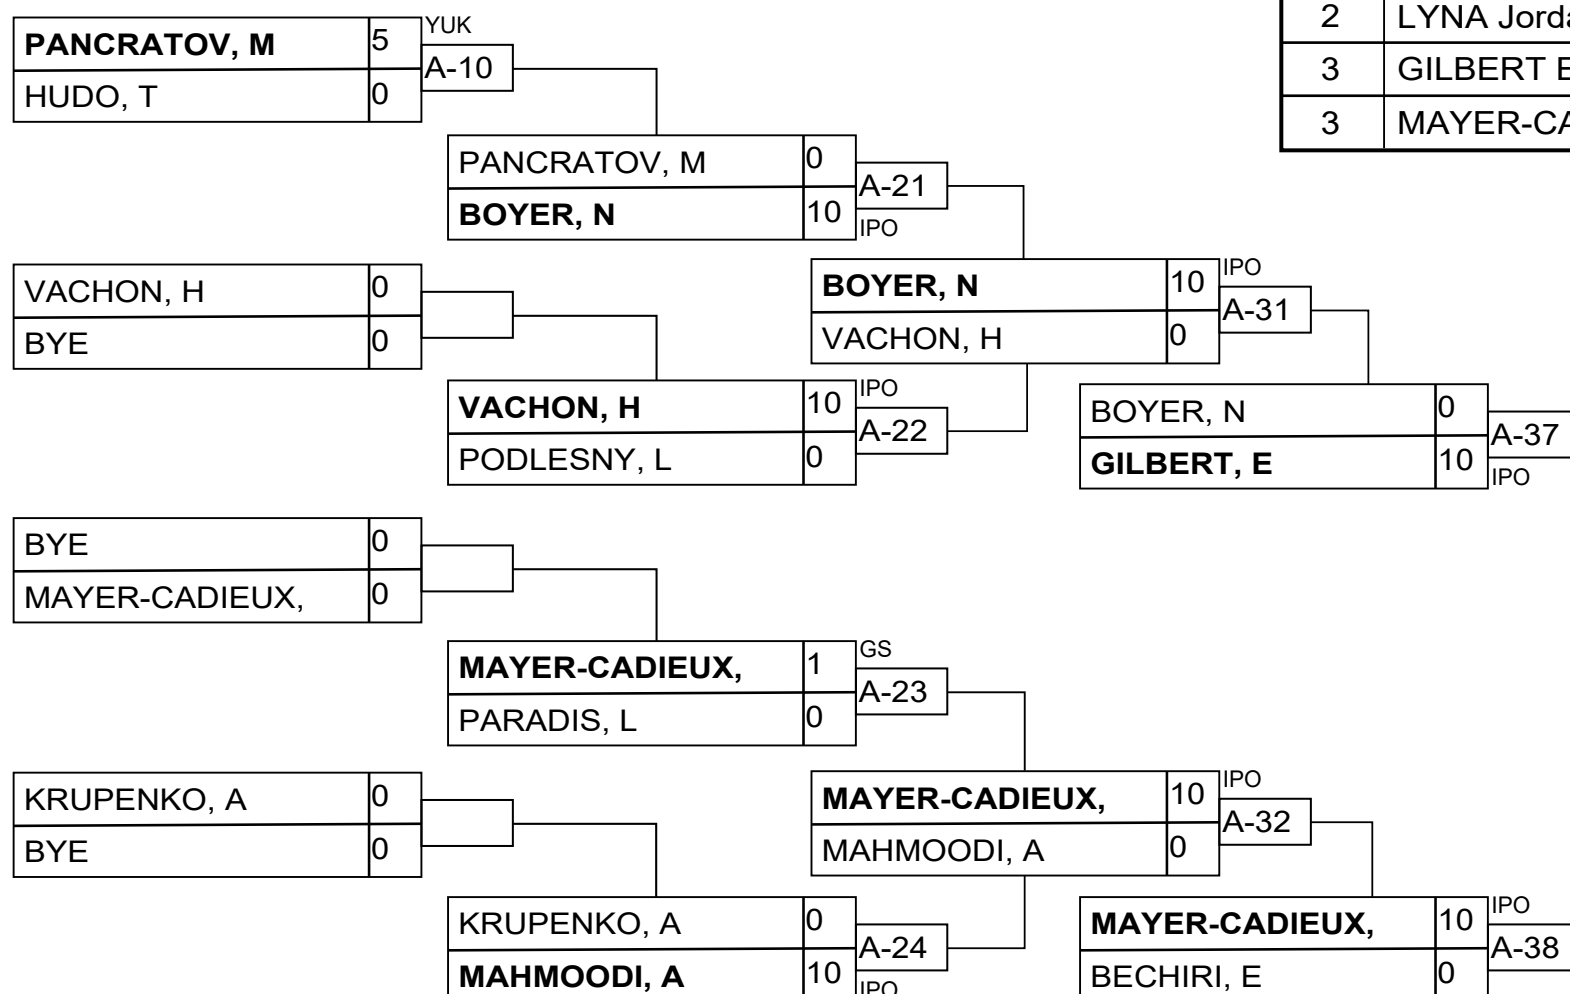 PANCRATOV, M 5 YUK
A-10
HUDO, T 0
2 LYNA
3 GILBERT
3
PANCRATOV, M 0
A-21
BOYER, N 10 IPO
VACHON, H 0
BYE 0
BOYER, N 10 IPO
A-31
VACHON, H 0
VACHON, H 10 IPO
A-22
PODLESNY, L 0
BOYER, N 0
A-37
GILBERT, E 10 IPO
BYE 0
MAYER-CADIEUX, 0
MAYER-CADIEUX, 1 GS
A-23
PARADIS, L 0
KRUPENKO, A 0
BYE 0
MAYER-CADIEUX, 10 IPO
A-32
MAHMOODI, A 0
KRUPENKO, A 0
A-24
MAHMOODI, A 10 IPO
MAYER-CADIEUX, 10 IPO
A-38
BECHIRI, E 0